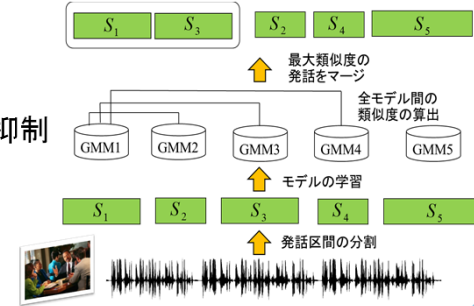 S1 S3 S2 S4 S5
最大類似度の
発話をマージ
全モデル間の
類似度の算出
抑制
GMM1 GMM2 GMM3 GMM4 GMM5
モデルの学習
S1 S2 S3 S4 S5
発話区間の分割